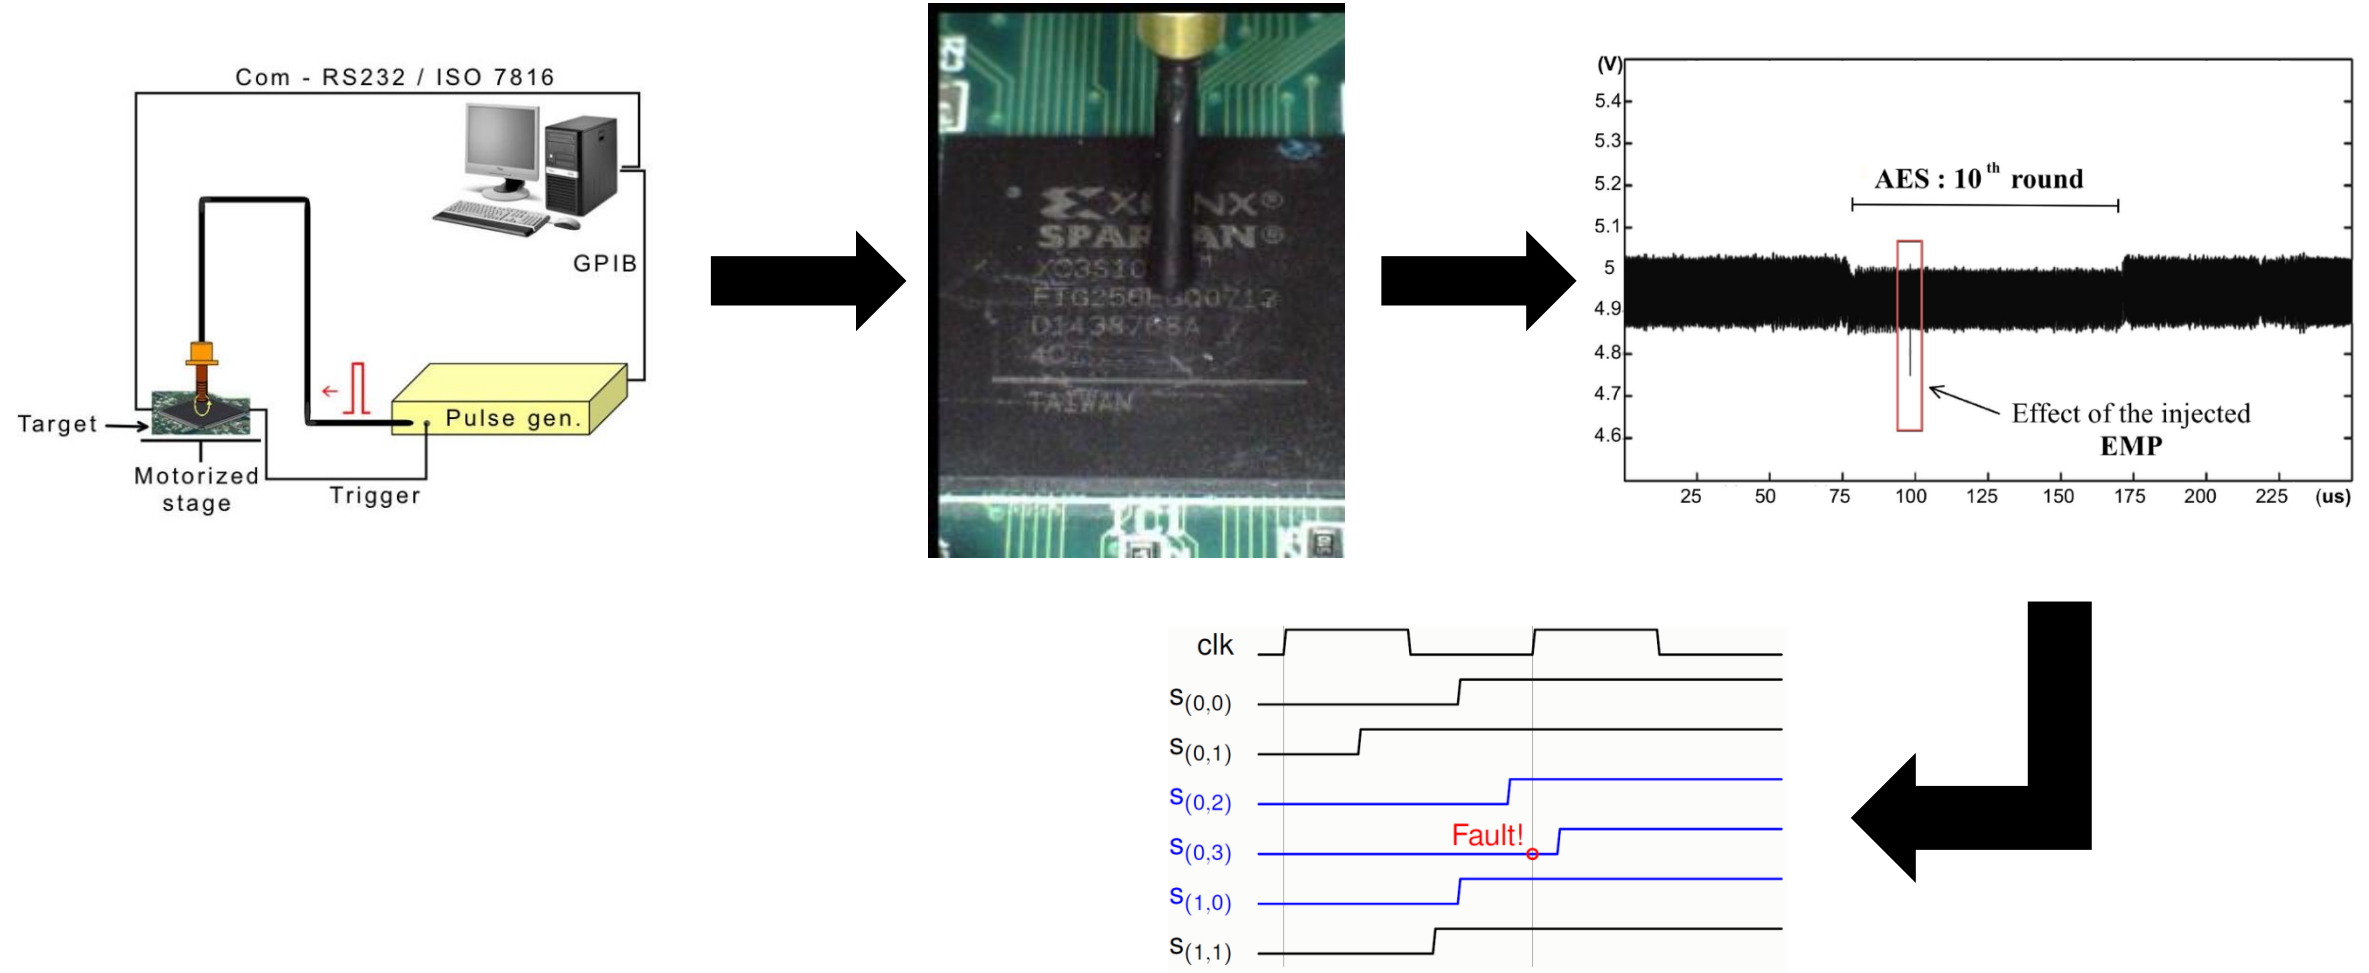 Com - RS232 / ISO 7816
GPIB
Pulse gen.
Target
Motorized
stage
Trigger
SPARTAN®
TAIWAN
(V)
5.4
5.3
5.2
5.1
5
4.9
4.8
4.7
4.6
AES : 10th round
Effect of the injected
EMP
25 50 75 100 125 150 175 200 225 (us)
clk
s(0,0)
s(0,1)
s(0,2)
Fault!
s(0,3)
s(1,0)
s(1,1)